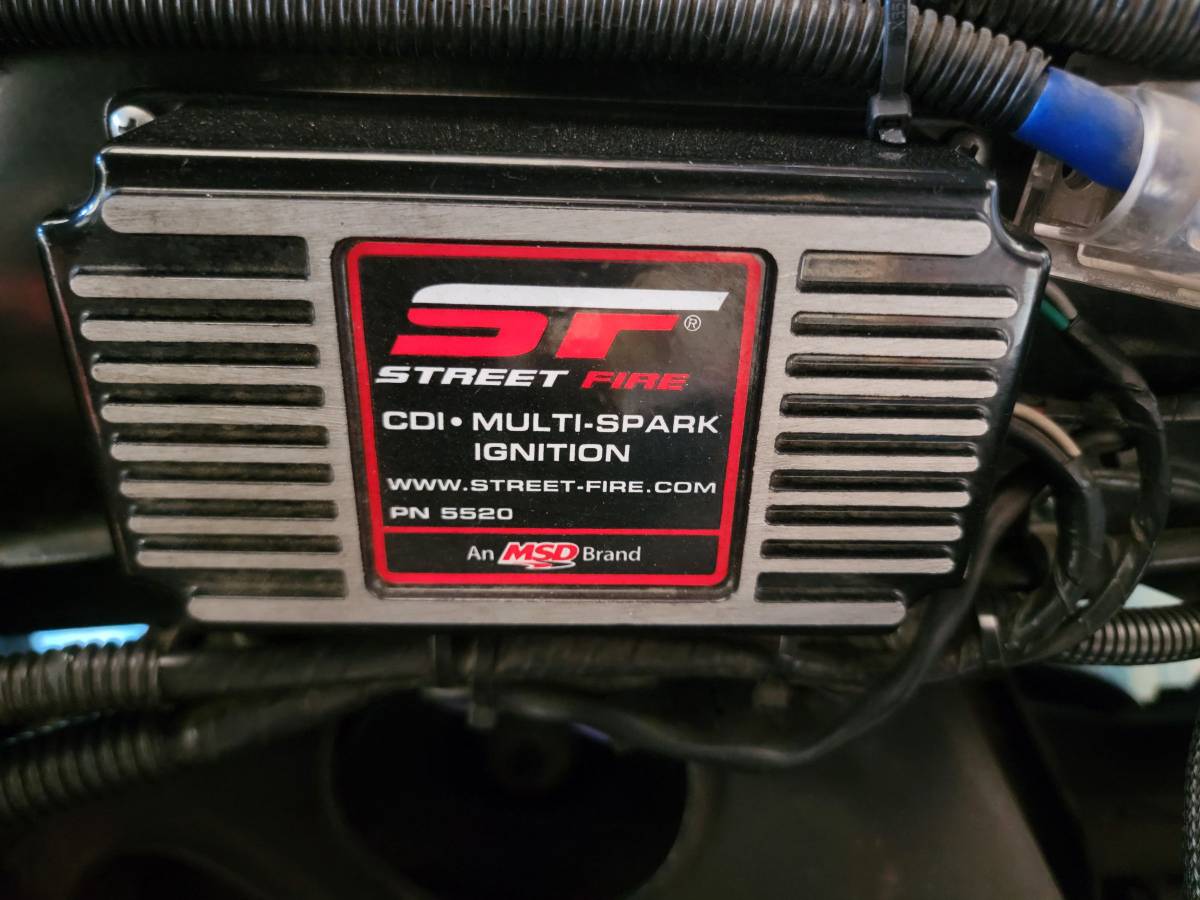 ST®
STREET FIRE
CDI • MULTI-SPARK
IGNITION
WWW.STREET-FIRE.COM
PN 5520
An MSD Brand